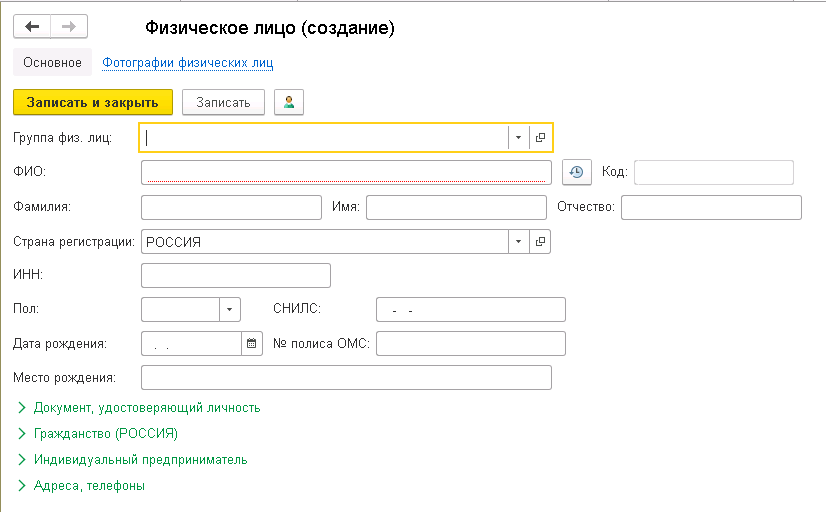 Физическое лицо (создание)
Основное Фотографии физических лиц
Записать и закрыть Записать
Группа физ. лиц:
ФИО: Код:
Фамилия: Имя: Отчество:
Страна регистрации: РОССИЯ
ИНН:
Пол: СНИЛС: - -
Дата рождения: . . № полиса ОМС:
Место рождения:
Документ, удостоверяющий личность
Гражданство (РОССИЯ)
Индивидуальный предприниматель
Адреса, телефоны